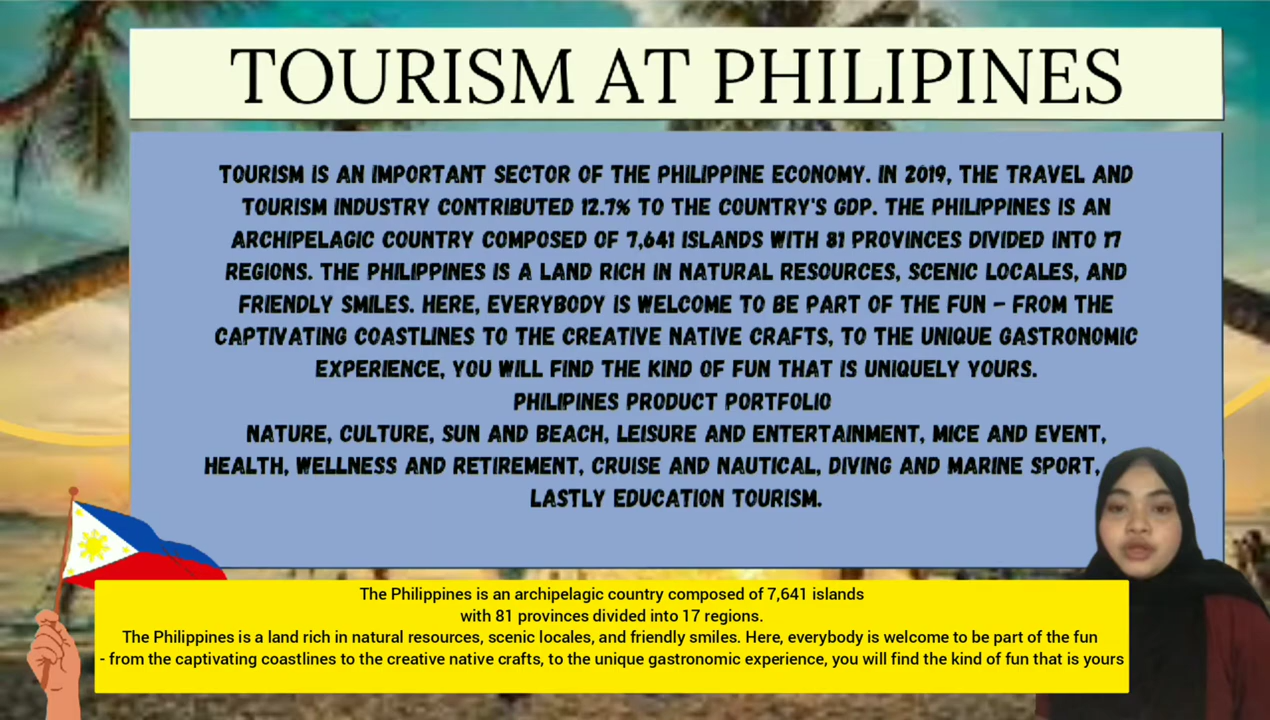 TOURISM AT PHILIPINES
TOURISM IS AN IMPORTANT SECTOR OF THE PHILIPPINE ECONOMY. IN 2019, THE TRAVEL AND
TOURISM INDUSTRY CONTRIBUTED 12.7% TO THE COUNTRY'S GDP. THE PHILIPPINES IS AN
ARCHIPELAGIC COUNTRY COMPOSED OF 7,641 ISLANDS WITH 81 PROVINCES DIVIDED INTO 17
REGIONS. THE PHILIPPINES IS A LAND RICH IN NATURAL RESOURCES, SCENIC LOCALES, AND
FRIENDLY SMILES. HERE, EVERYBODY IS WELCOME TO BE PART OF THE FUN – FROM THE
CAPTIVATING COASTLINES TO THE CREATIVE NATIVE CRAFTS, TO THE UNIQUE GASTRONOMIC
EXPERIENCE, YOU WILL FIND THE KIND OF FUN THAT IS UNIQUELY YOURS.
PHILIPINES PRODUCT PORTFOLIO
NATURE, CULTURE, SUN AND BEACH, LEISURE AND ENTERTAINMENT, MICE AND EVENT,
HEALTH, WELLNESS AND RETIREMENT, CRUISE AND NAUTICAL, DIVING AND MARINE SPORT,
LASTLY EDUCATION TOURISM.
The Philippines is an archipelagic country composed of 7,641 islands
with 81 provinces divided into 17 regions.
The Philippines is a land rich in natural resources, scenic locales, and friendly smiles. Here, everybody is welcome to be part of the fun
- from the captivating coastlines to the creative native crafts, to the unique gastronomic experience, you will find the kind of fun that is yours